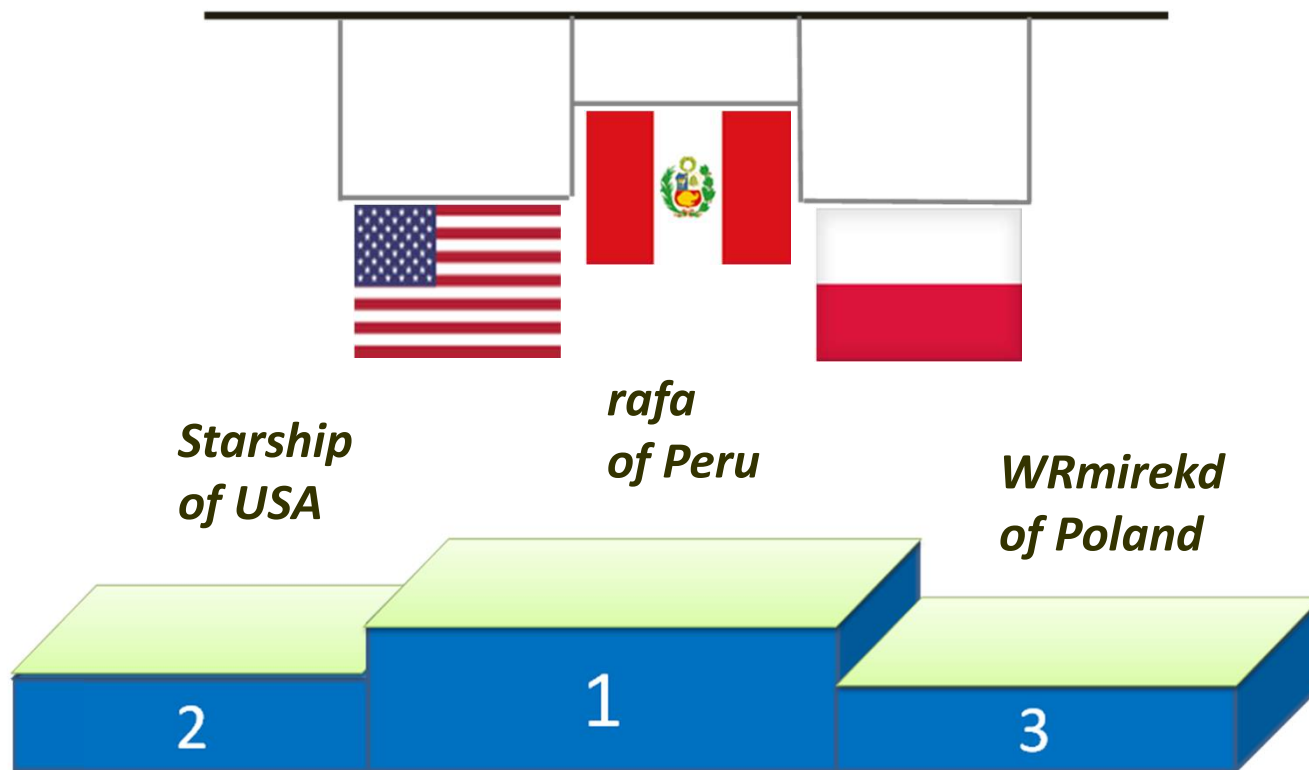 Starship
of USA
rafa
of Peru
WRmirekd
of Poland
2
1
3